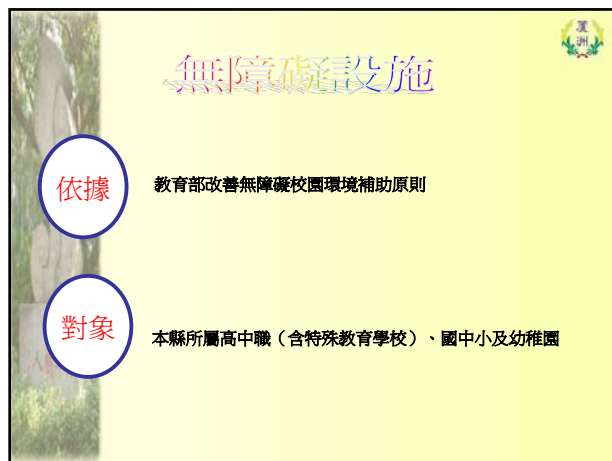 無障礙設施
蘆洲
依據
教育部改善無障礙校園環境補助原則
對象
本縣所屬高中職（含特殊教育學校）、國中小及幼稚園